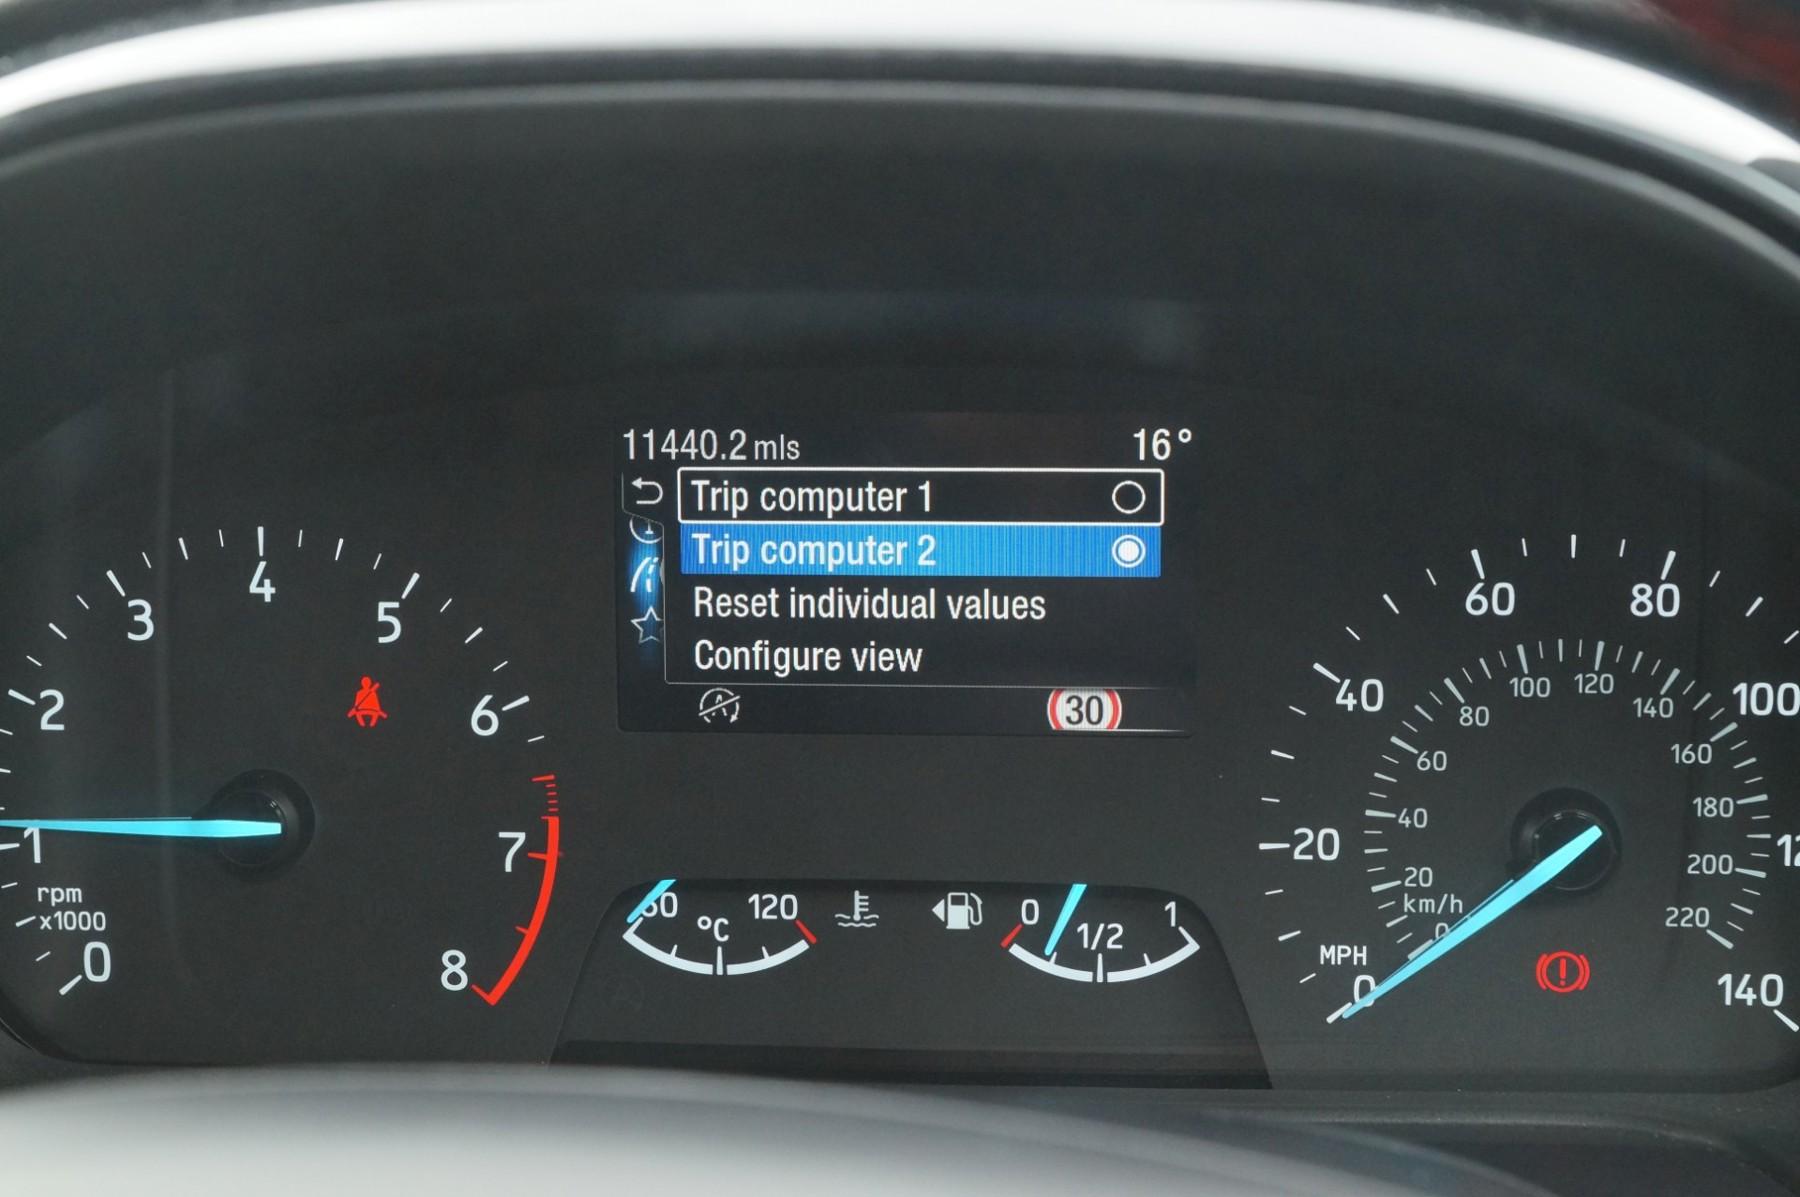 11440.2 mls 16°
Trip computer 1
Trip computer 2
Reset individual values
Configure view
30
0
1
2
3
4
5
6
7
8
rpm
x1000
60 120
°C
0 1/2 1
MPH
0
20
40
60
80
100
140
km/h
0
20
40
60
80
100
120
140
160
180
200
220